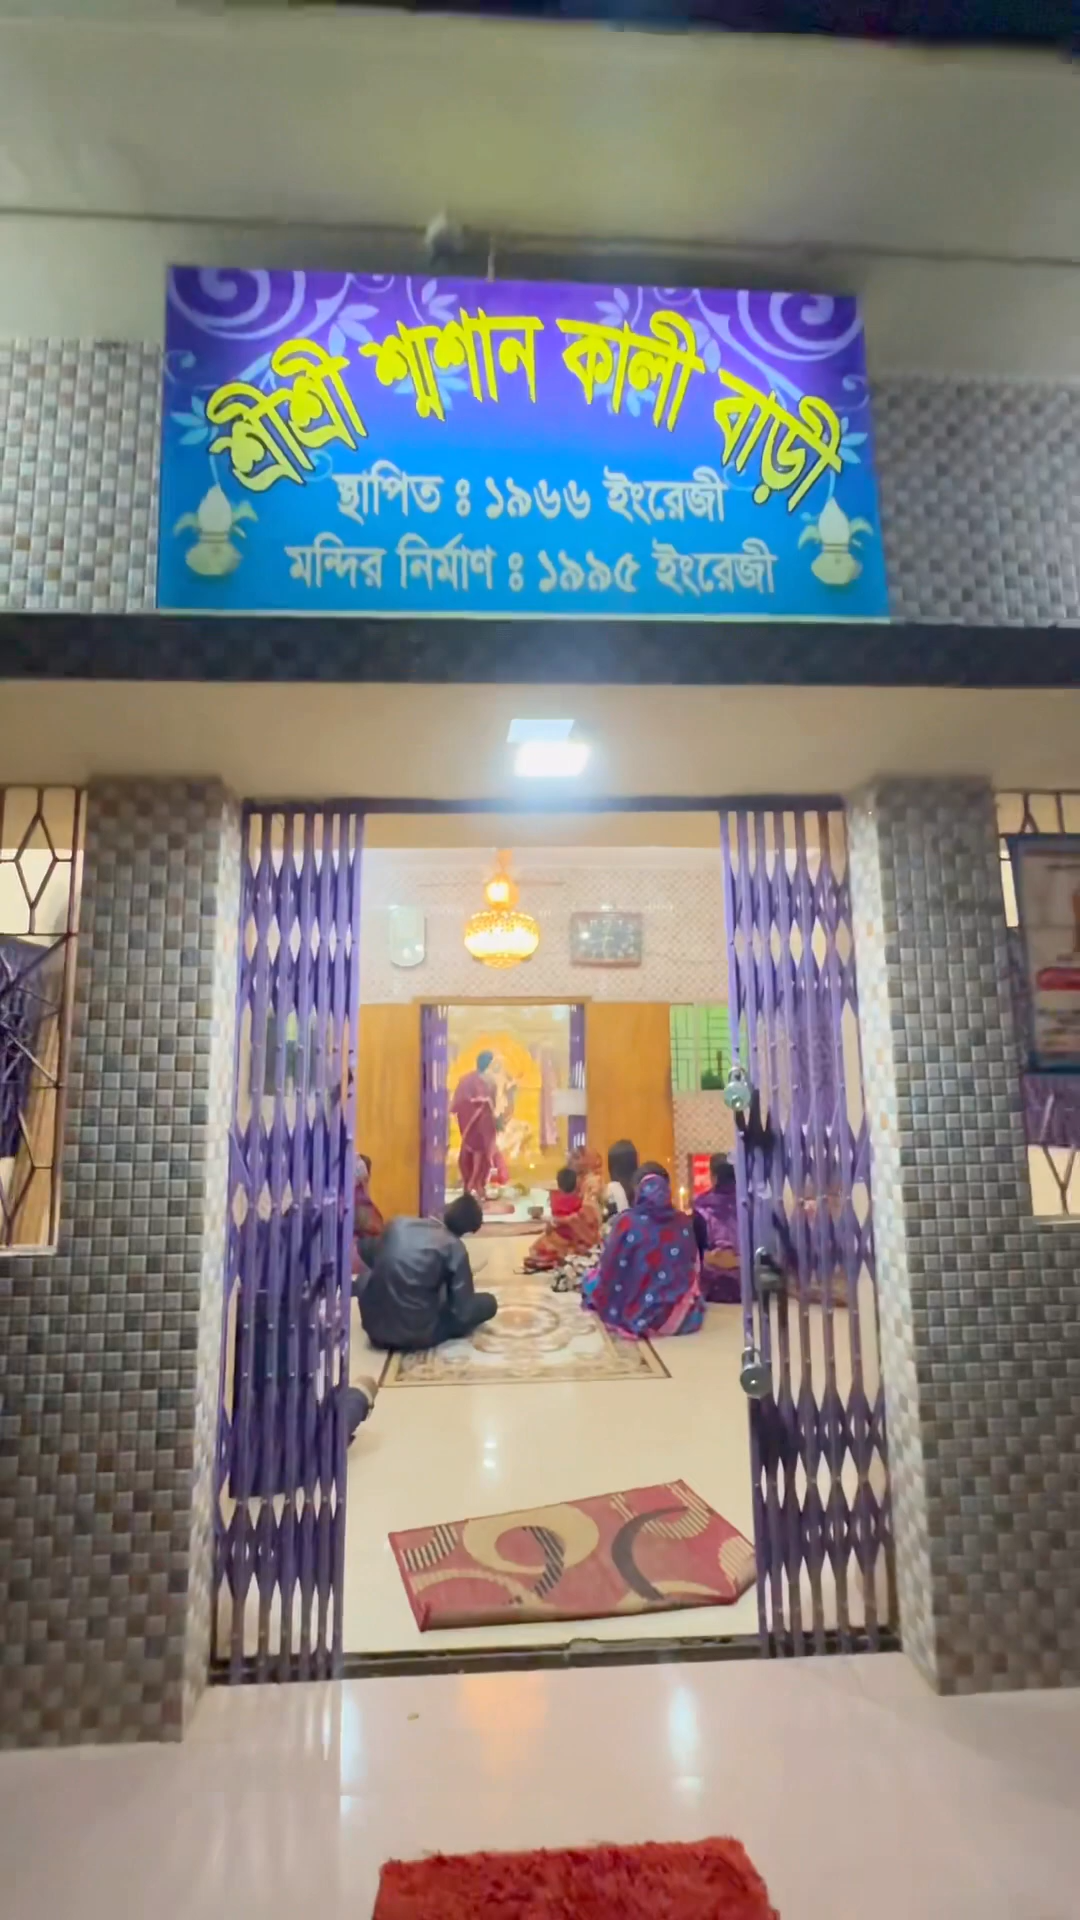 শ্রীশ্রী শ্মশান কালী বাড়ী
স্থাপিত ঃ ১৯৬৬ ইংরেজী
মন্দির নির্মাণ ঃ ১৯৯৫ ইংরেজী